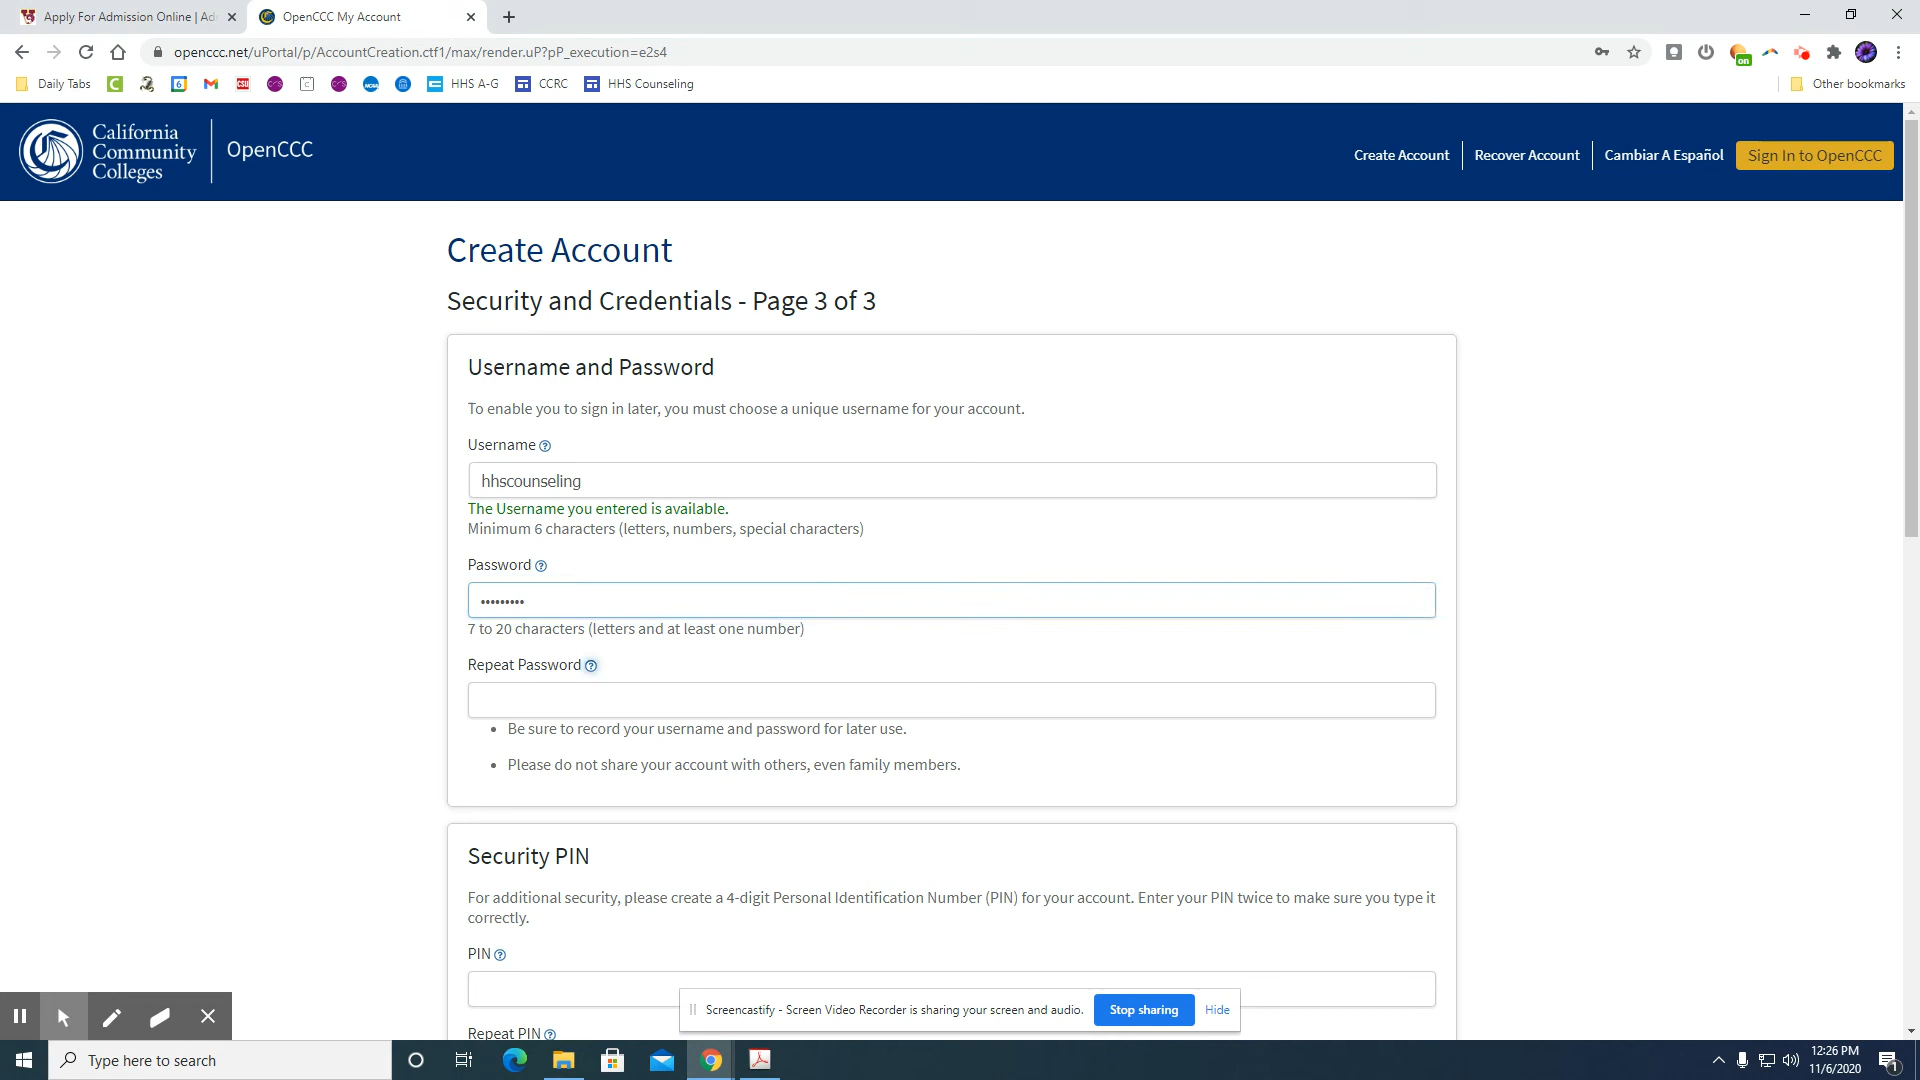 Apply For Admission Online | Ad
OpenCCC My Account
openccc.net/uPortal/p/AccountCreation.ctf1/max/render.uP?pP_execution=e2s4
on
Daily Tabs
HHS A-G
CCRC
HHS Counseling
Other bookmarks
California
Community
Colleges
OpenCCC
Create Account
Recover Account
Cambiar A Español
Sign In to OpenCCC
Create Account
Security and Credentials - Page 3 of 3
Username and Password
To enable you to sign in later, you must choose a unique username for your account.
Username
hhscounseling
The Username you entered is available.
Minimum 6 characters (letters, numbers, special characters)
Password
•••••••••
7 to 20 characters (letters and at least one number)
Repeat Password
Be sure to record your username and password for later use.
Please do not share your account with others, even family members.
Security PIN
For additional security, please create a 4-digit Personal Identification Number (PIN) for your account. Enter your PIN twice to make sure you type it
correctly.
PIN
Repeat PIN
Screencastify - Screen Video Recorder is sharing your screen and audio.
Stop sharing
Hide
Type here to search
12:26 PM
11/6/2020
1